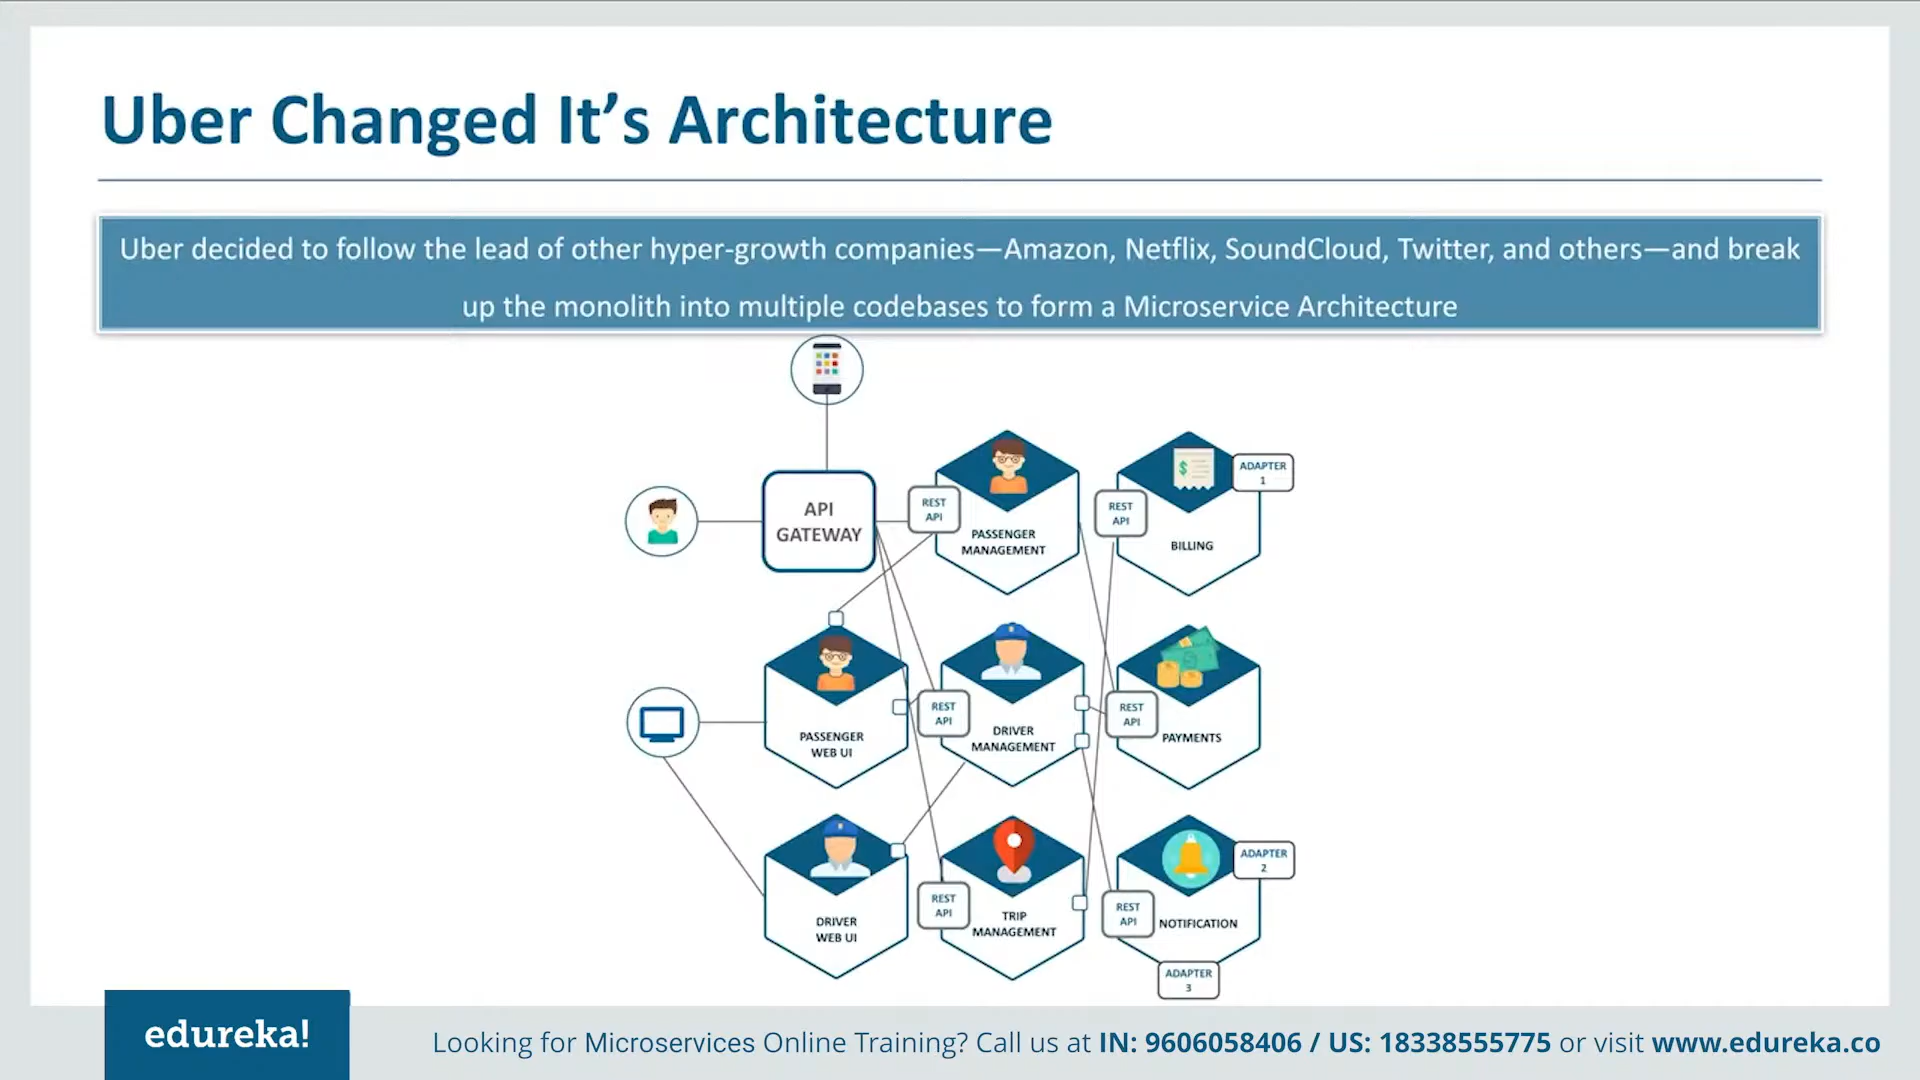 Uber Changed It’s Architecture
Uber decided to follow the lead of other hyper-growth companies—Amazon, Netflix, SoundCloud, Twitter, and others—and break
up the monolith into multiple codebases to form a Microservice Architecture
API
GATEWAY
REST
API
PASSENGER
MANAGEMENT
REST
API
BILLING
ADAPTER
1
PASSENGER
WEB UI
REST
API
DRIVER
MANAGEMENT
REST
API
PAYMENTS
DRIVER
WEB UI
REST
API
TRIP
MANAGEMENT
REST
API
NOTIFICATION
ADAPTER
2
ADAPTER
3
edureka!
Looking for Microservices Online Training? Call us at IN: 9606058406 / US: 18338555775 or visit www.edureka.co